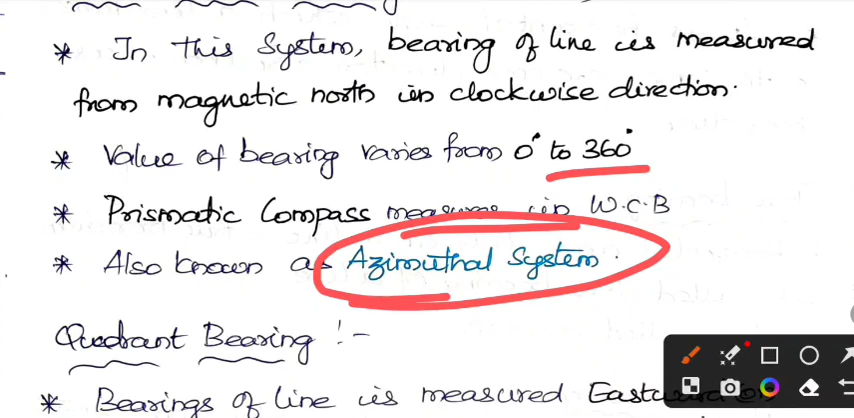 * In this System, bearing of line is measured
from magnetic north in clockwise direction.
* Value of bearing varies from 0° to 360°
* Prismatic Compass measures in W.C.B
* Also known as Azimuthal System.
Quadrant Bearing :-
* Bearings of line is measured